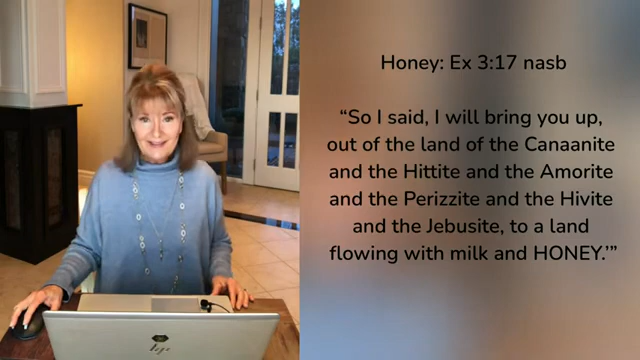 Honey: Ex 3:17 nasb
“So I said, I will bring you up,
out of the land of the Canaanite
and the Hittite and the Amorite
and the Perizzite and the Hivite
and the Jebusite, to a land
flowing with milk and HONEY.’”
hp